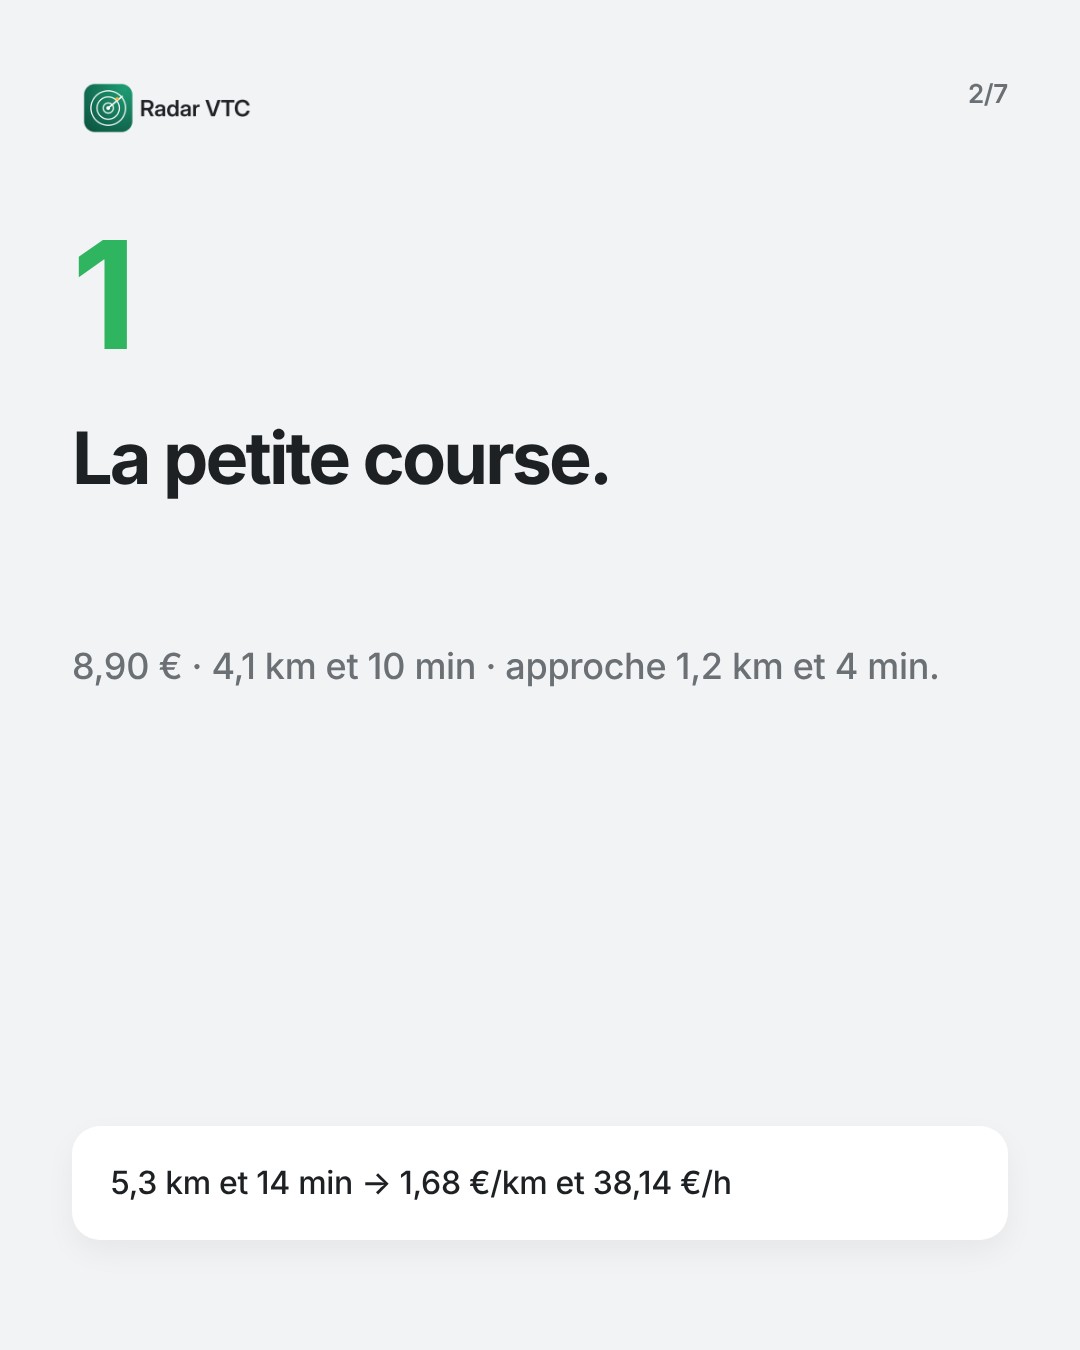 Radar VTC
2/7
1
La petite course.
8,90 € · 4,1 km et 10 min · approche 1,2 km et 4 min.
5,3 km et 14 min → 1,68 €/km et 38,14 €/h